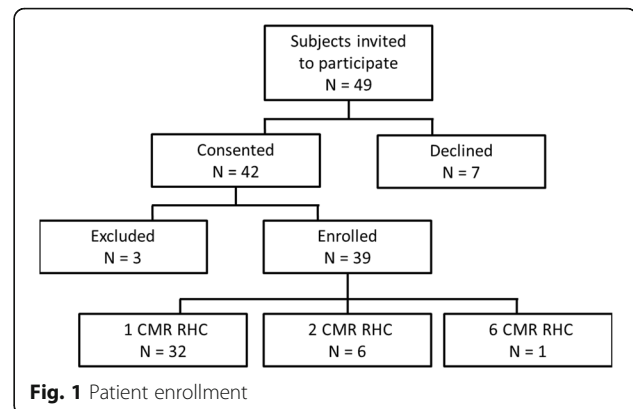 Subjects invited
to participate
N = 49
Consented
N = 42
Declined
N = 7
Excluded
N = 3
Enrolled
N = 39
1 CMR RHC
N = 32
2 CMR RHC
N = 6
6 CMR RHC
N = 1
Fig. 1 Patient enrollment